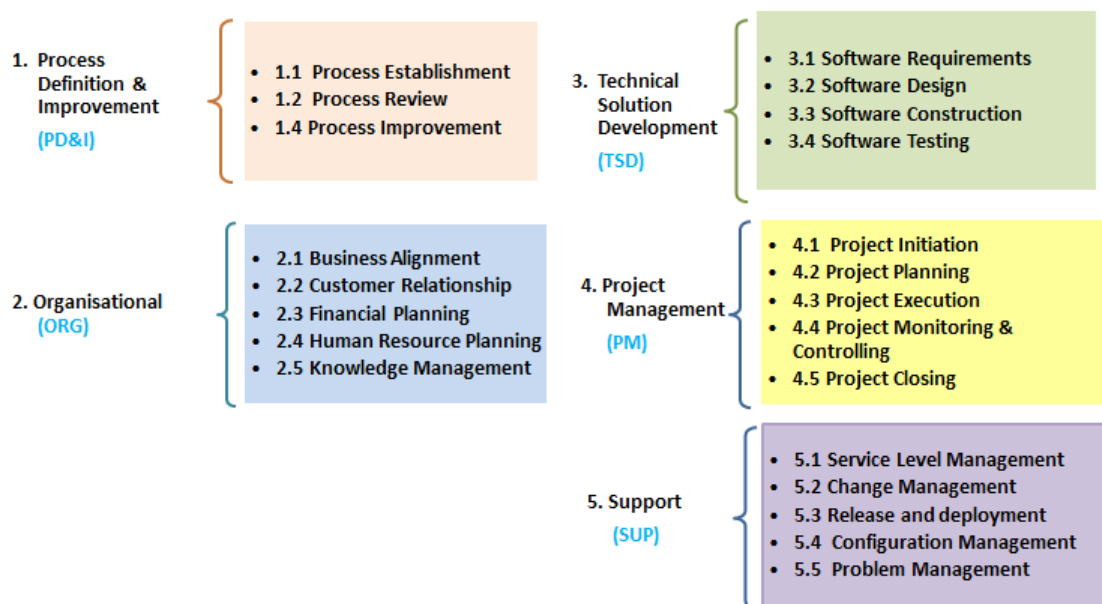 1. Process
Definition &
Improvement
(PD&I)
• 1.1 Process Establishment
• 1.2 Process Review
• 1.4 Process Improvement
2. Organisational
(ORG)
• 2.1 Business Alignment
• 2.2 Customer Relationship
• 2.3 Financial Planning
• 2.4 Human Resource Planning
• 2.5 Knowledge Management
3. Technical
Solution
Development
(TSD)
• 3.1 Software Requirements
• 3.2 Software Design
• 3.3 Software Construction
• 3.4 Software Testing
4. Project
Management
(PM)
• 4.1 Project Initiation
• 4.2 Project Planning
• 4.3 Project Execution
• 4.4 Project Monitoring &
Controlling
• 4.5 Project Closing
5. Support
(SUP)
• 5.1 Service Level Management
• 5.2 Change Management
• 5.3 Release and deployment
• 5.4 Configuration Management
• 5.5 Problem Management